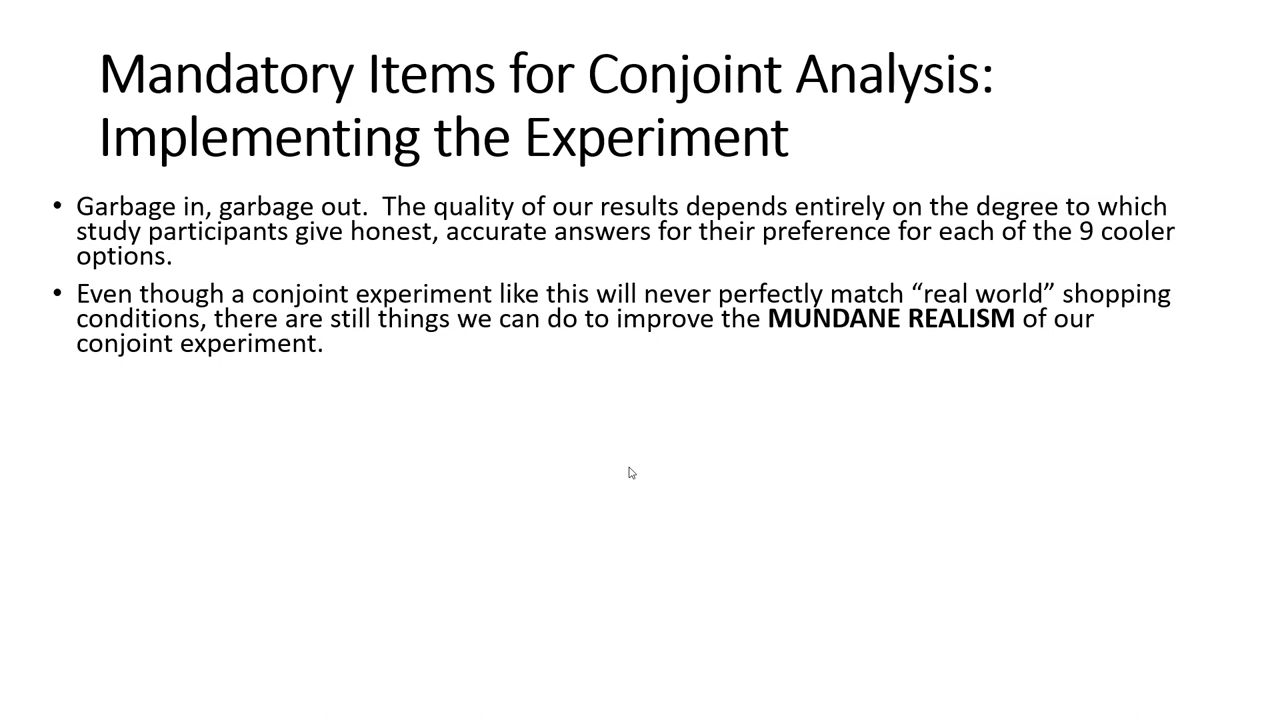 Mandatory Items for Conjoint Analysis:
Implementing the Experiment
• Garbage in, garbage out.  The quality of our results depends entirely on the degree to which
study participants give honest, accurate answers for their preference for each of the 9 cooler
options.
• Even though a conjoint experiment like this will never perfectly match “real world” shopping
conditions, there are still things we can do to improve the MUNDANE REALISM of our
conjoint experiment.